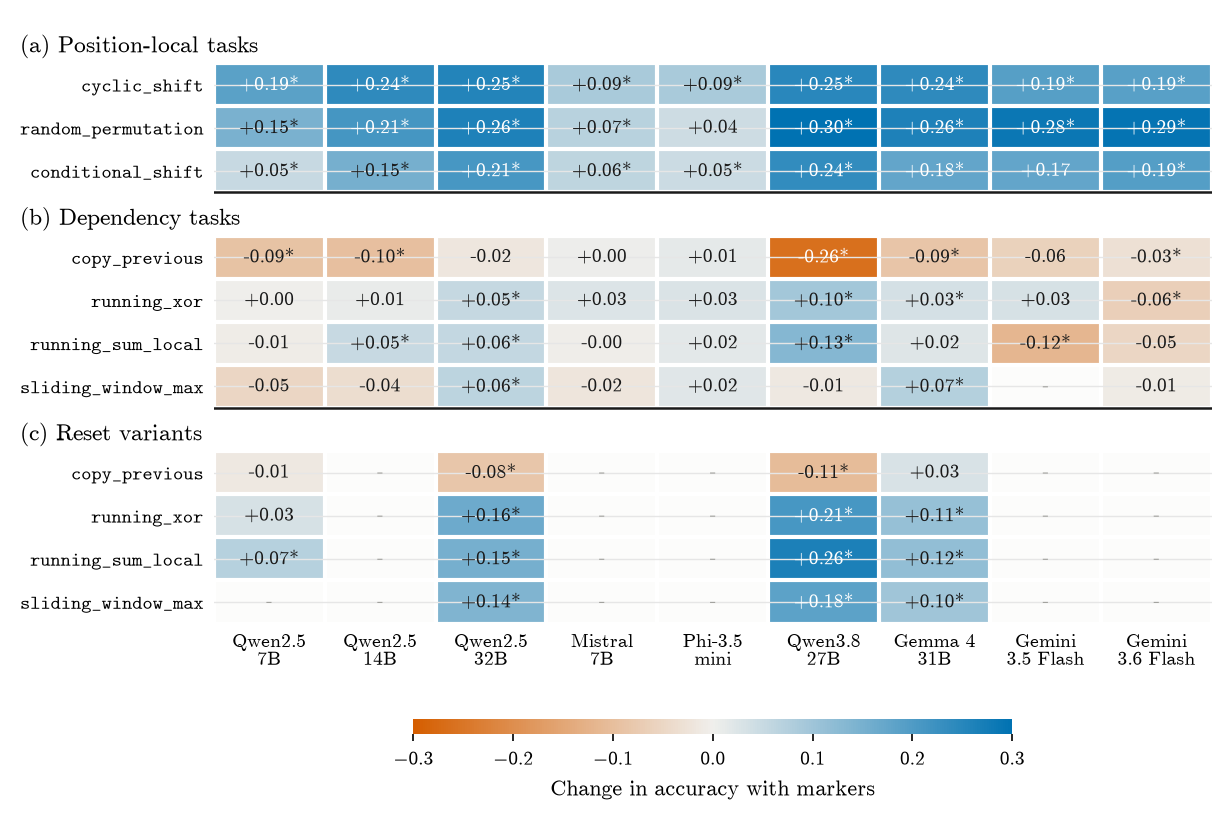 (a) Position-local tasks
cyclic_shift +0.19* +0.24* +0.25* +0.09* +0.09* +0.25* +0.24* +0.19* +0.19*
random_permutation +0.15* +0.21* +0.26* +0.07* +0.04 +0.30* +0.26* +0.28* +0.29*
conditional_shift +0.05* +0.15* +0.21* +0.06* +0.05* +0.24* +0.18* +0.17 +0.19*
(b) Dependency tasks
copy_previous -0.09* -0.10* -0.02 +0.00 +0.01 -0.26* -0.09* -0.06 -0.03*
running_xor +0.00 +0.01 +0.05* +0.03 +0.03 +0.10* +0.03* +0.03 -0.06*
running_sum_local -0.01 +0.05* +0.06* -0.00 +0.02 +0.13* +0.02 -0.12* -0.05
sliding_window_max -0.05 -0.04 +0.06* -0.02 +0.02 -0.01 +0.07* - -0.01
(c) Reset variants
copy_previous -0.01 - -0.08* - - -0.11* +0.03 - -
running_xor +0.03 - +0.16* - - +0.21* +0.11* - -
running_sum_local +0.07* - +0.15* - - +0.26* +0.12* - -
sliding_window_max - - +0.14* - - +0.18* +0.10* - -
Qwen2.5 Qwen2.5 Qwen2.5 Mistral Phi-3.5 Qwen3.8 Gemma 4 Gemini Gemini
7B 14B 32B 7B mini 27B 31B 3.5 Flash 3.6 Flash
−0.3 −0.2 −0.1 0.0 0.1 0.2 0.3
Change in accuracy with markers